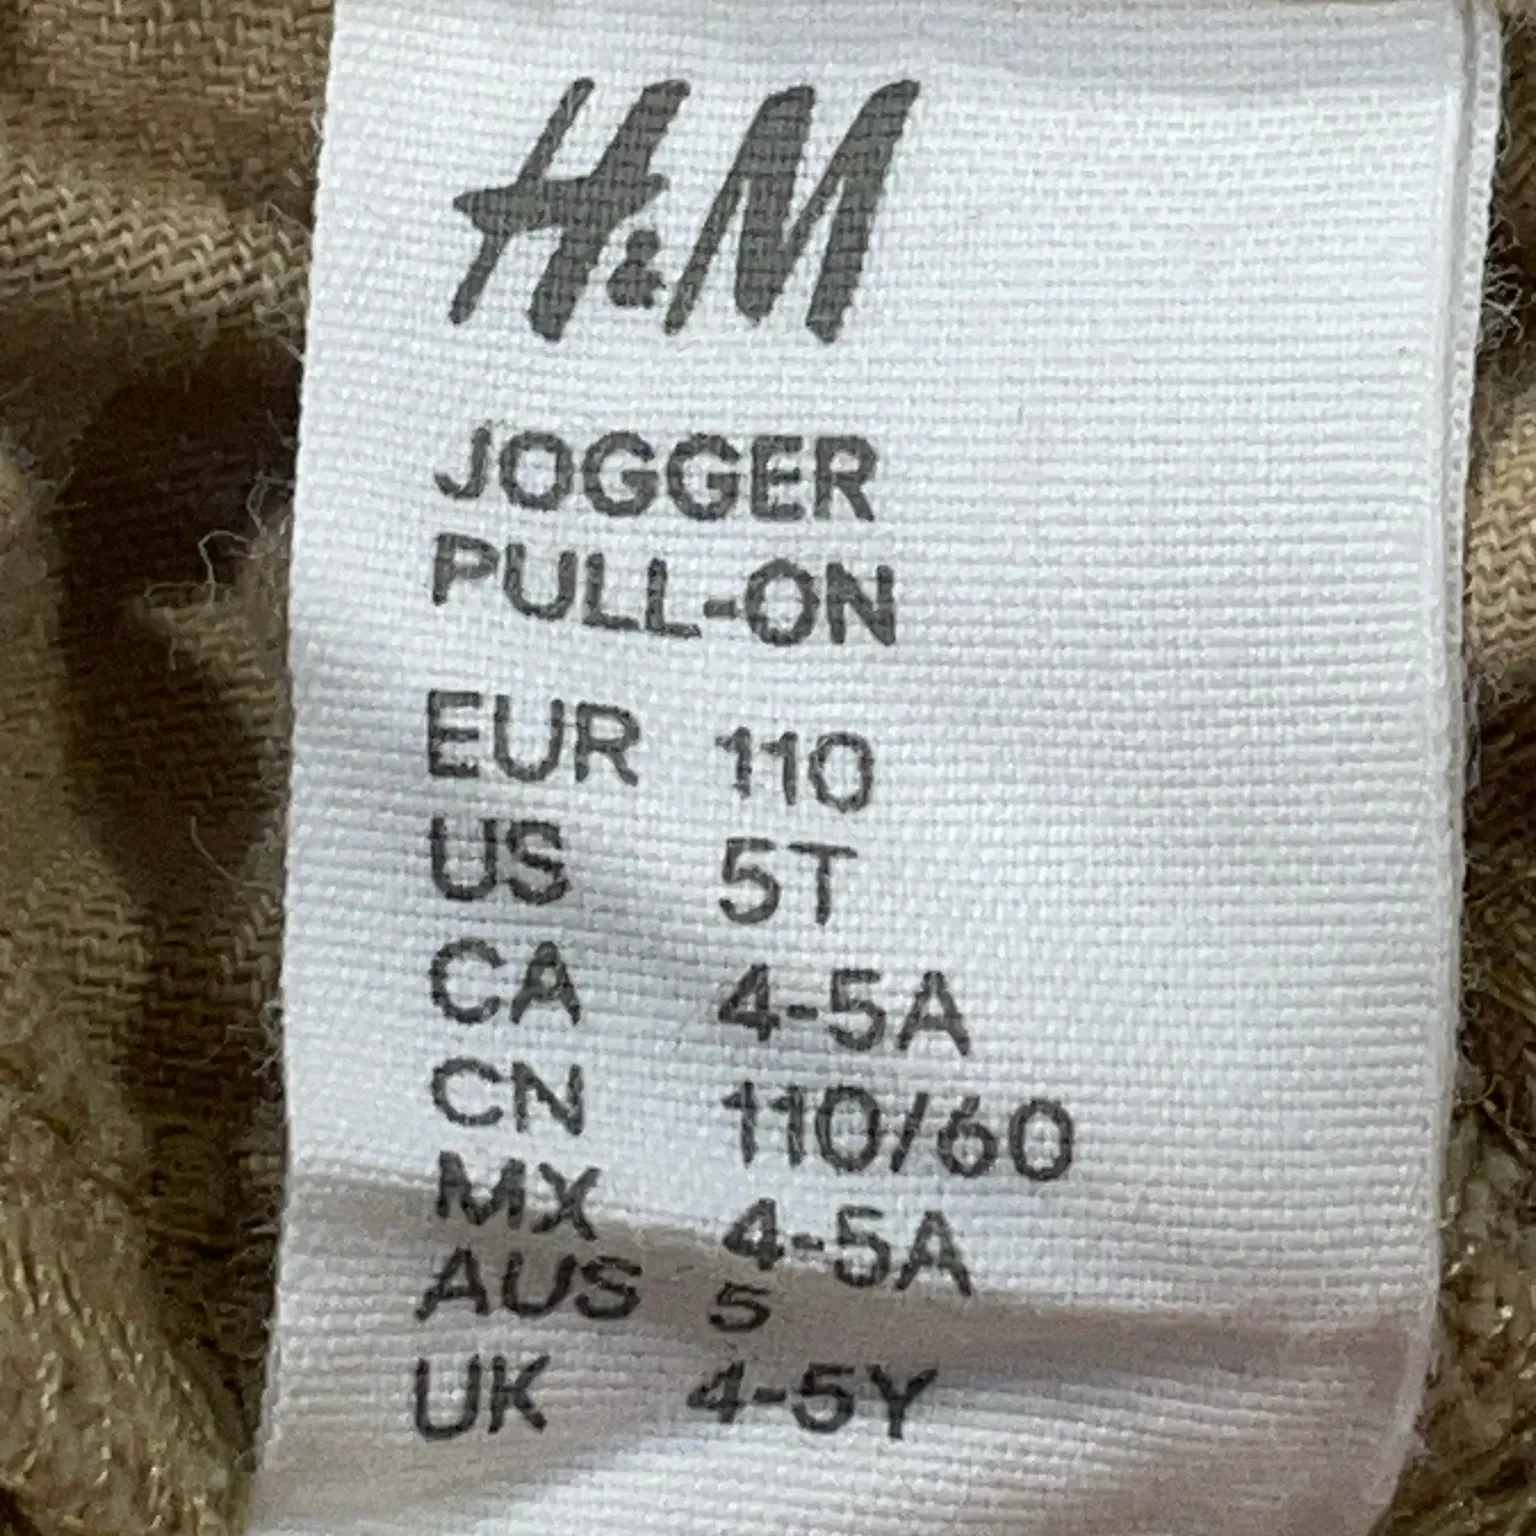 H&M
JOGGER
PULL-ON
EUR 110
US 5T
CA 4-5A
CN 110/60
MX 4-5A
AUS 5
UK 4-5Y